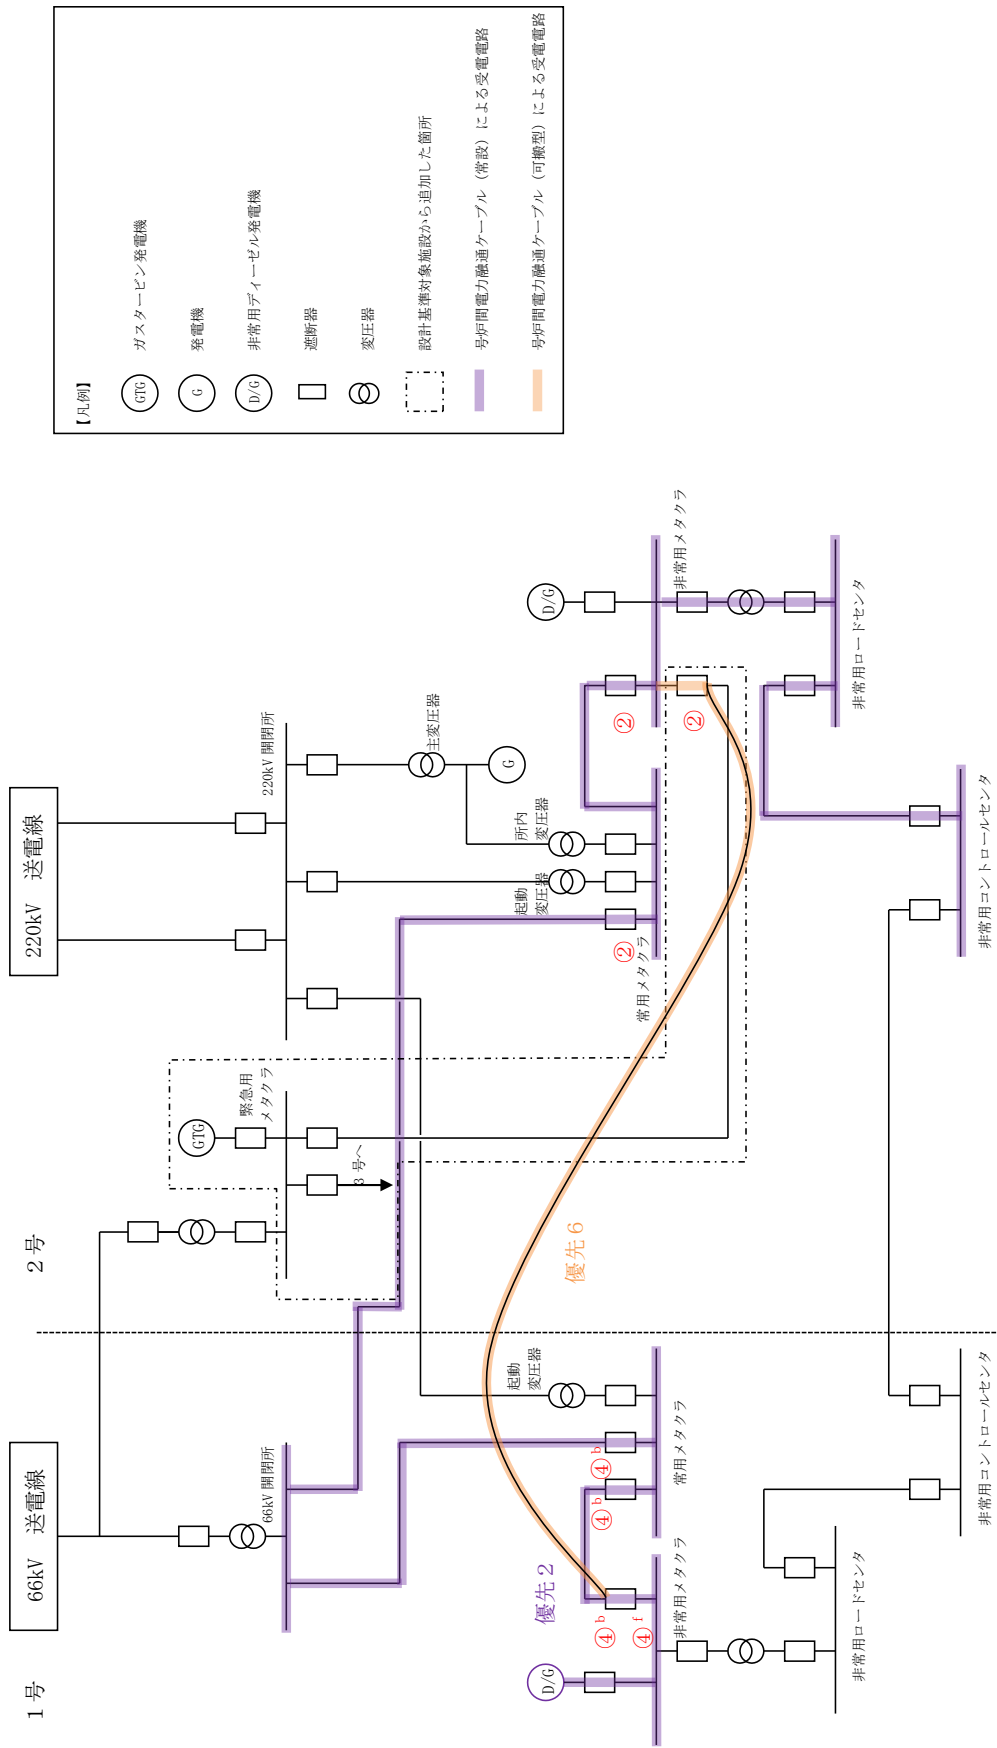 1号
2号
66kV 送電線
220kV 送電線
66kV 開閉所
220kV 開閉所
GTG
緊急用
メタクラ
3 号へ
主変圧器
G
所内
変圧器
起動
変圧器
起動
変圧器
D/G
D/G
優先2
優先6
④b
④f
④b
④b
②
②
②
非常用メタクラ
常用メタクラ
常用メタクラ
非常用メタクラ
非常用ロードセンタ
非常用ロードセンタ
非常用コントロールセンタ
非常用コントロールセンタ
【凡例】
GTG ガスタービン発電機
G 発電機
D/G 非常用ディーゼル発電機
遮断器
変圧器
設計基準対象施設から追加した箇所
号炉間電力融通ケーブル（常設）による受電電路
号炉間電力融通ケーブル（可搬型）による受電電路